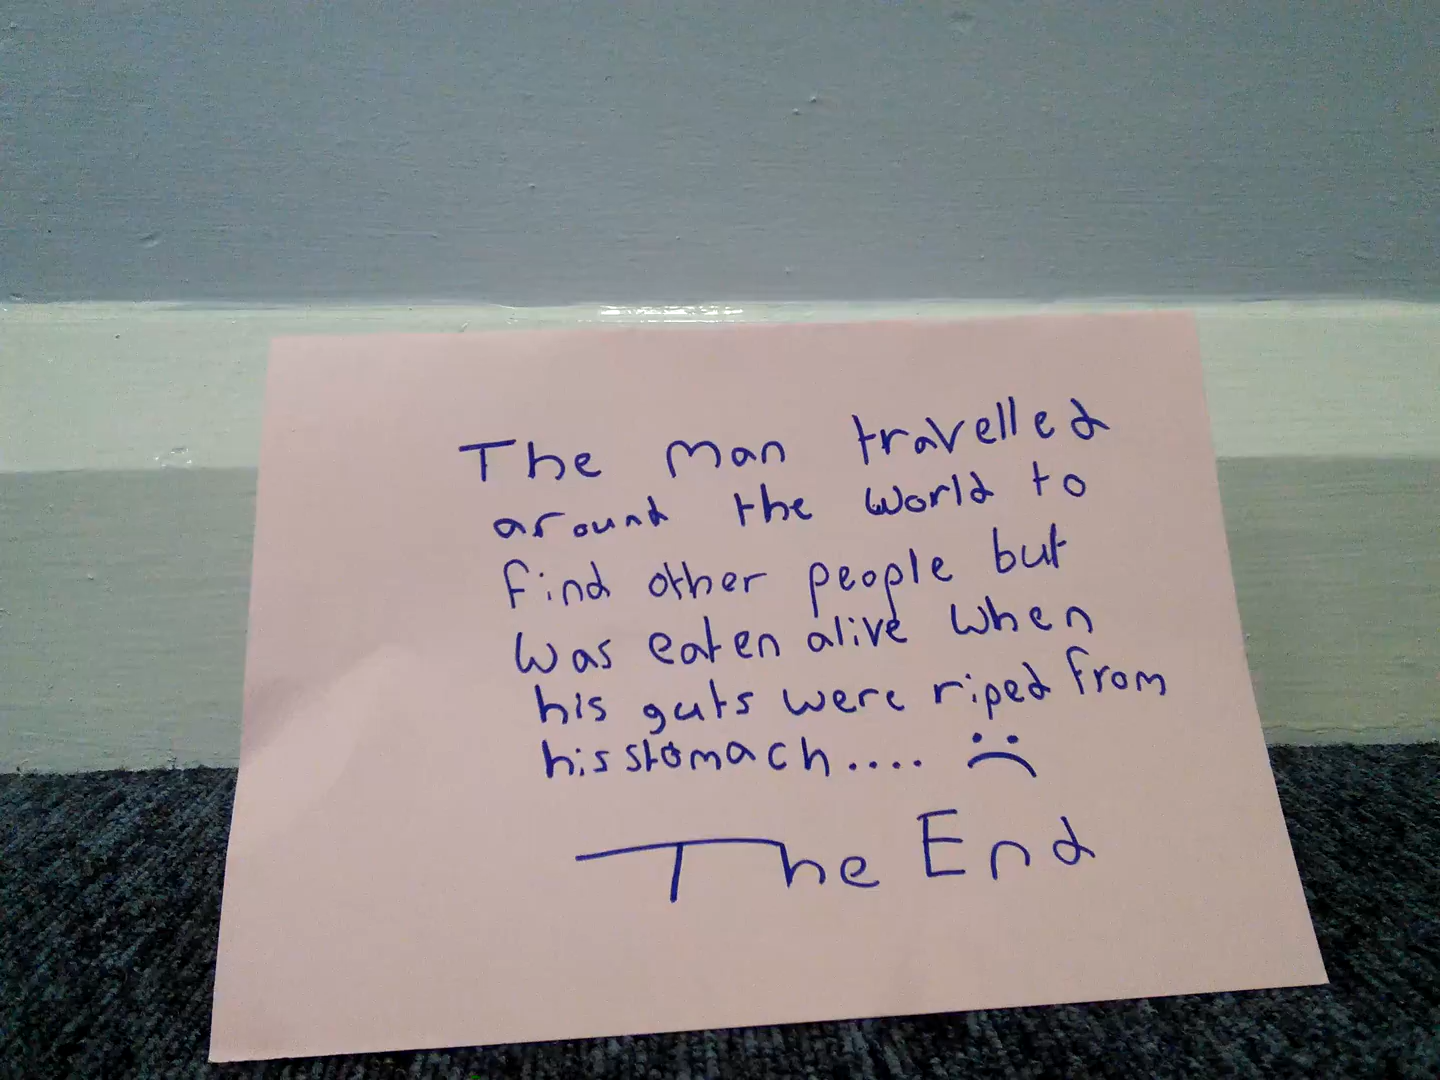 The man travelled
around the world to
find other people but
was eaten alive when
his guts were riped from
his stomach.... :(
The End